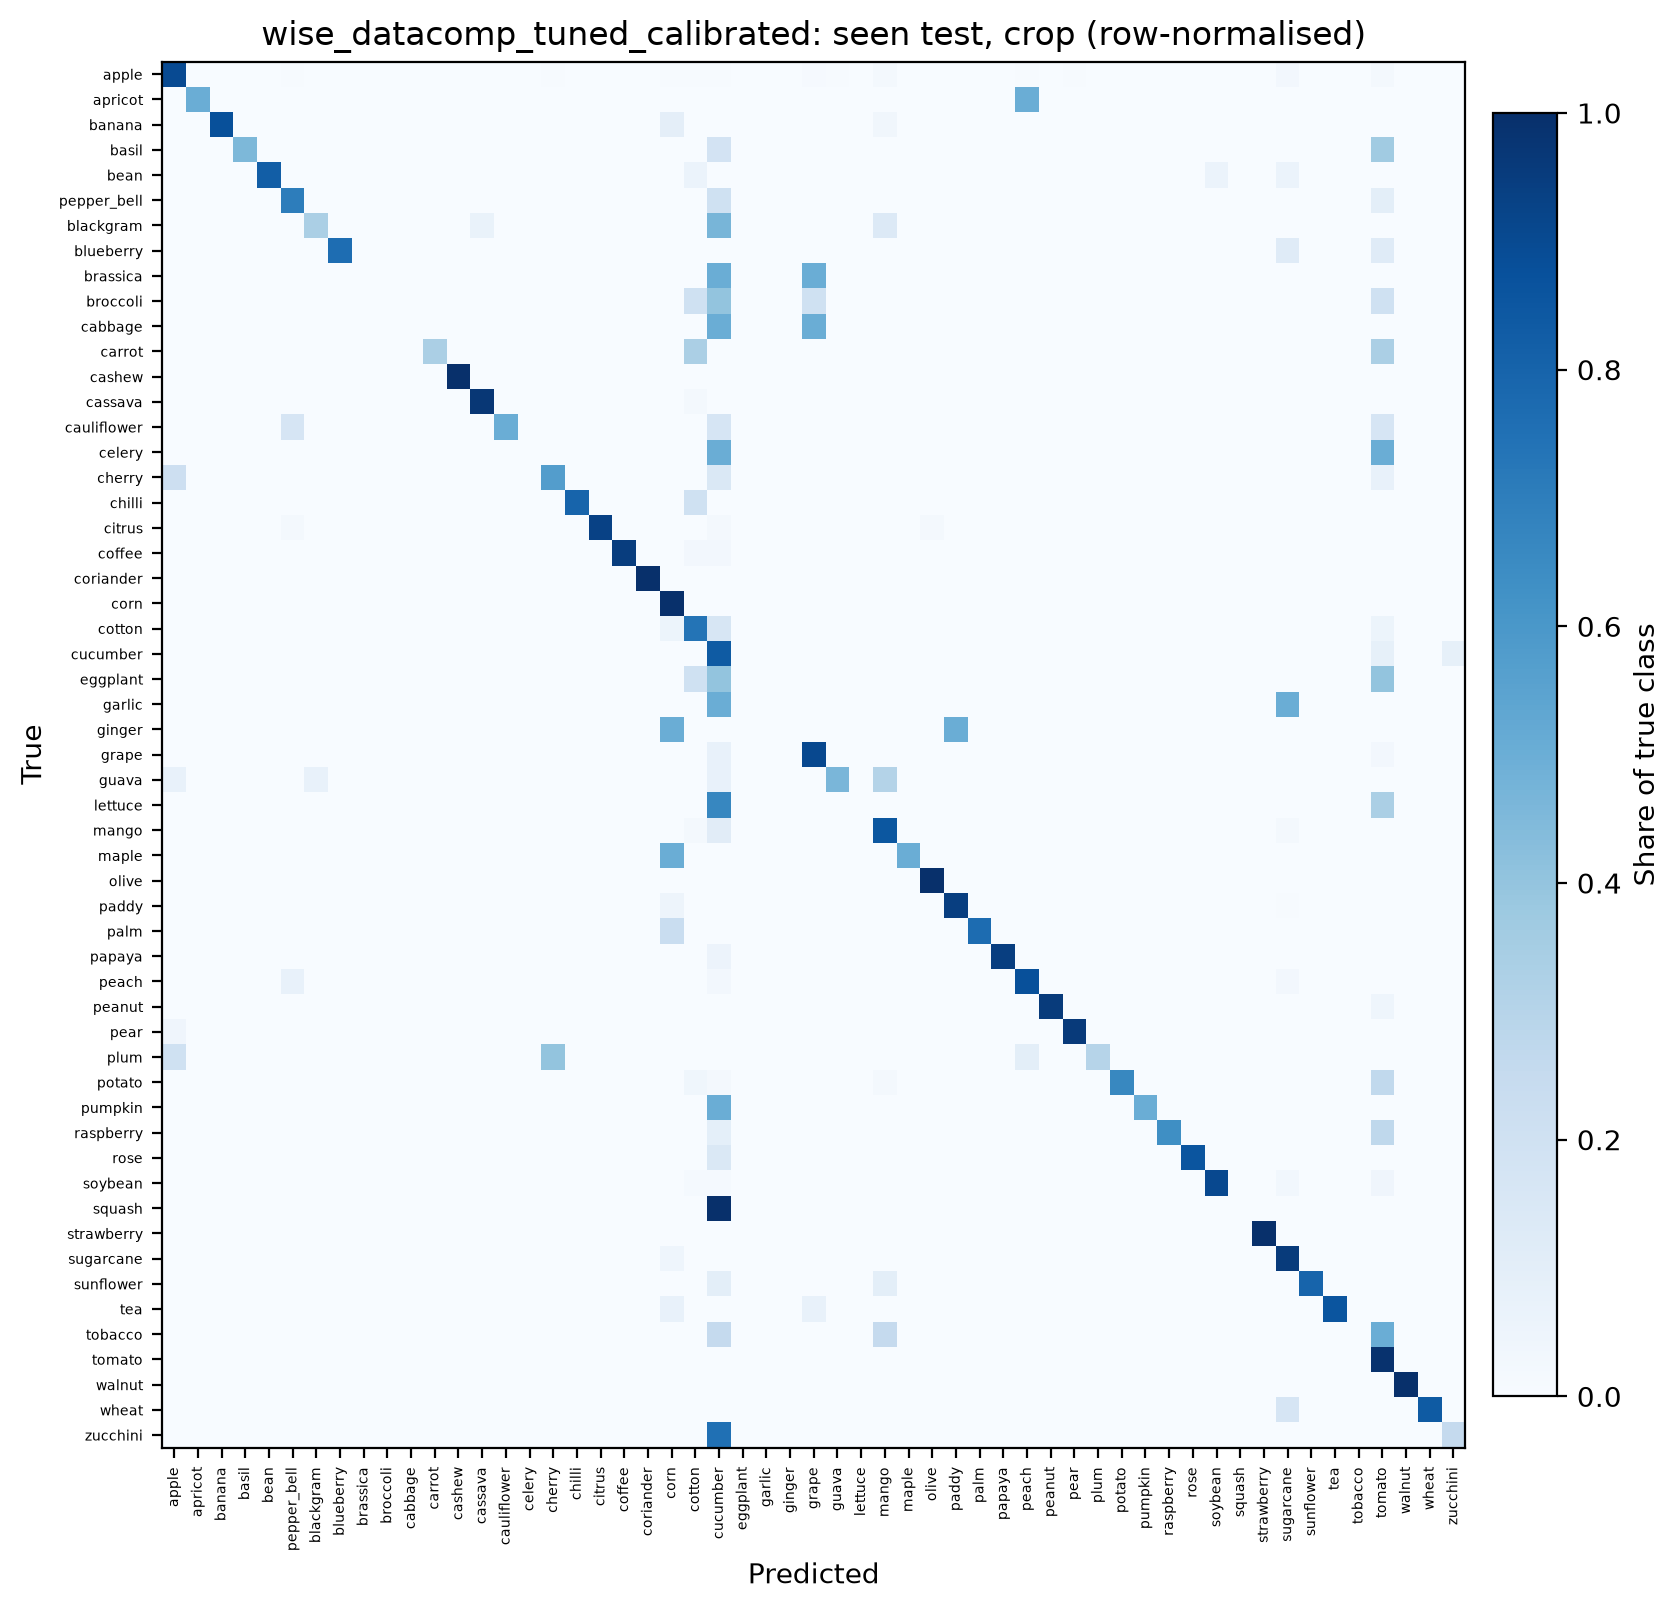 wise_datacomp_tuned_calibrated: seen test, crop (row-normalised)
True
apple
apricot
banana
basil
bean
pepper_bell
blackgram
blueberry
brassica
broccoli
cabbage
carrot
cashew
cassava
cauliflower
celery
cherry
chilli
citrus
coffee
coriander
corn
cotton
cucumber
eggplant
garlic
ginger
grape
guava
lettuce
mango
maple
olive
paddy
palm
papaya
peach
peanut
pear
plum
potato
pumpkin
raspberry
rose
soybean
squash
strawberry
sugarcane
sunflower
tea
tobacco
tomato
walnut
wheat
zucchini
apple
apricot
banana
basil
bean
pepper_bell
blackgram
blueberry
brassica
broccoli
cabbage
carrot
cashew
cassava
cauliflower
celery
cherry
chilli
citrus
coffee
coriander
corn
cotton
cucumber
eggplant
garlic
ginger
grape
guava
lettuce
mango
maple
olive
paddy
palm
papaya
peach
peanut
pear
plum
potato
pumpkin
raspberry
rose
soybean
squash
strawberry
sugarcane
sunflower
tea
tobacco
tomato
walnut
wheat
zucchini
Predicted
1.0
0.8
0.6
0.4
0.2
0.0
Share of true class